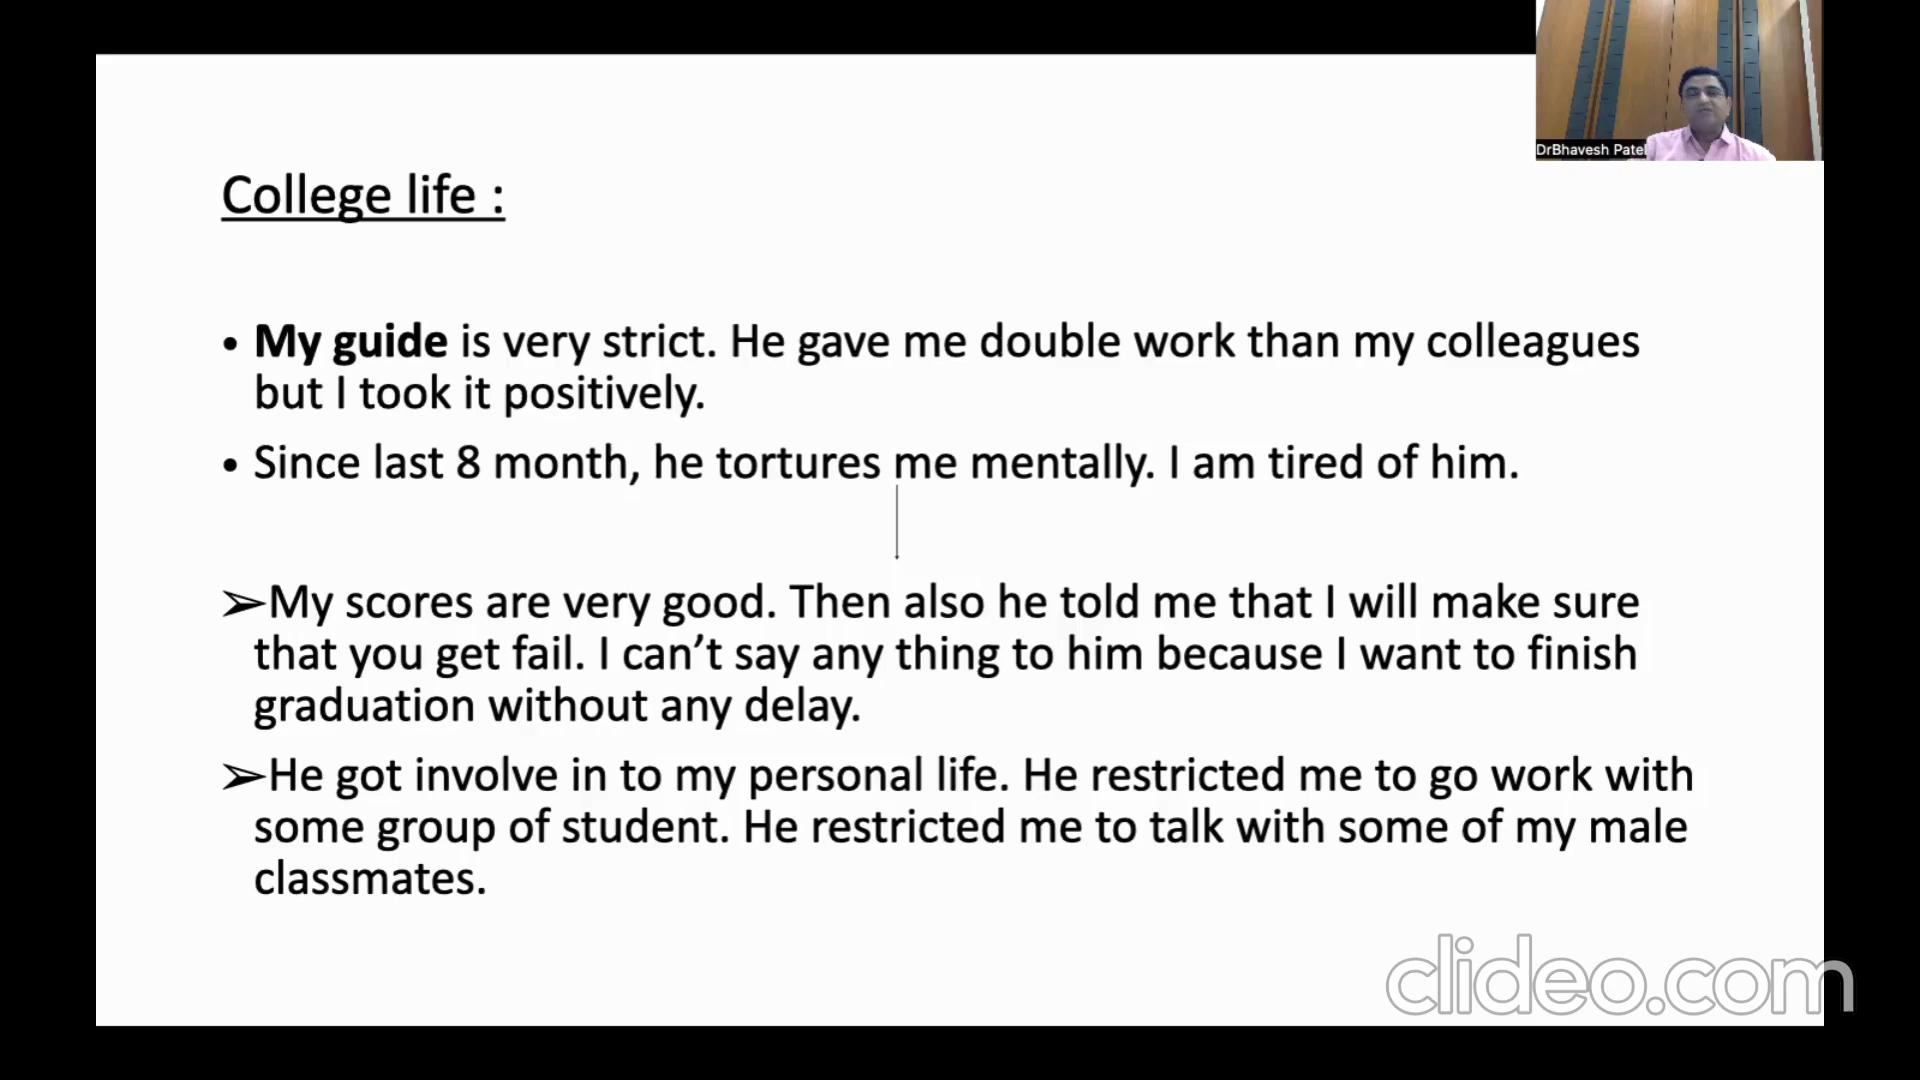 DrBhavesh Patel
College life :
• My guide is very strict. He gave me double work than my colleagues
but I took it positively.
• Since last 8 month, he tortures me mentally. I am tired of him.
➢My scores are very good. Then also he told me that I will make sure
that you get fail. I can’t say any thing to him because I want to finish
graduation without any delay.
➢He got involve in to my personal life. He restricted me to go work with
some group of student. He restricted me to talk with some of my male
classmates.
clideo.com